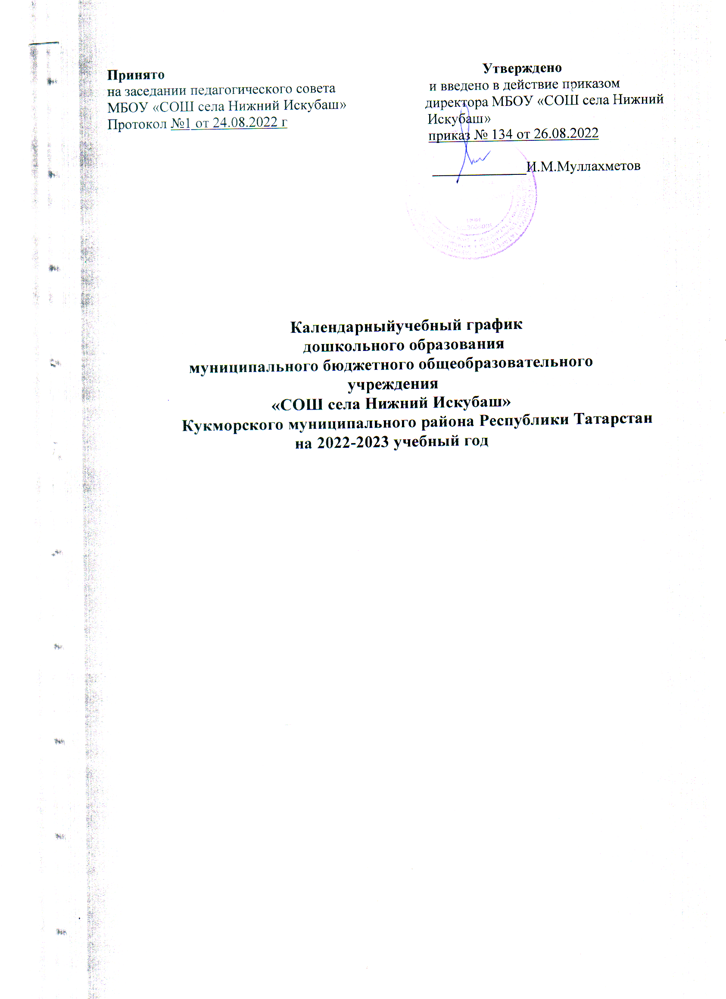 Принято
на заседании педагогического совета
МБОУ «СОШ села Нижний Искубаш»
Протокол №1 от 24.08.2022 г
Утверждено
и введено в действие приказом
директора МБОУ «СОШ села Нижний
Искубаш»
приказ № 134 от 26.08.2022
И.М.Муллахметов
Календарныйучебный график
дошкольного образования
муниципального бюджетного общеобразовательного
учреждения
«СОШ села Нижний Искубаш»
Кукморского муниципального района Республики Татарстан
на 2022-2023 учебный год